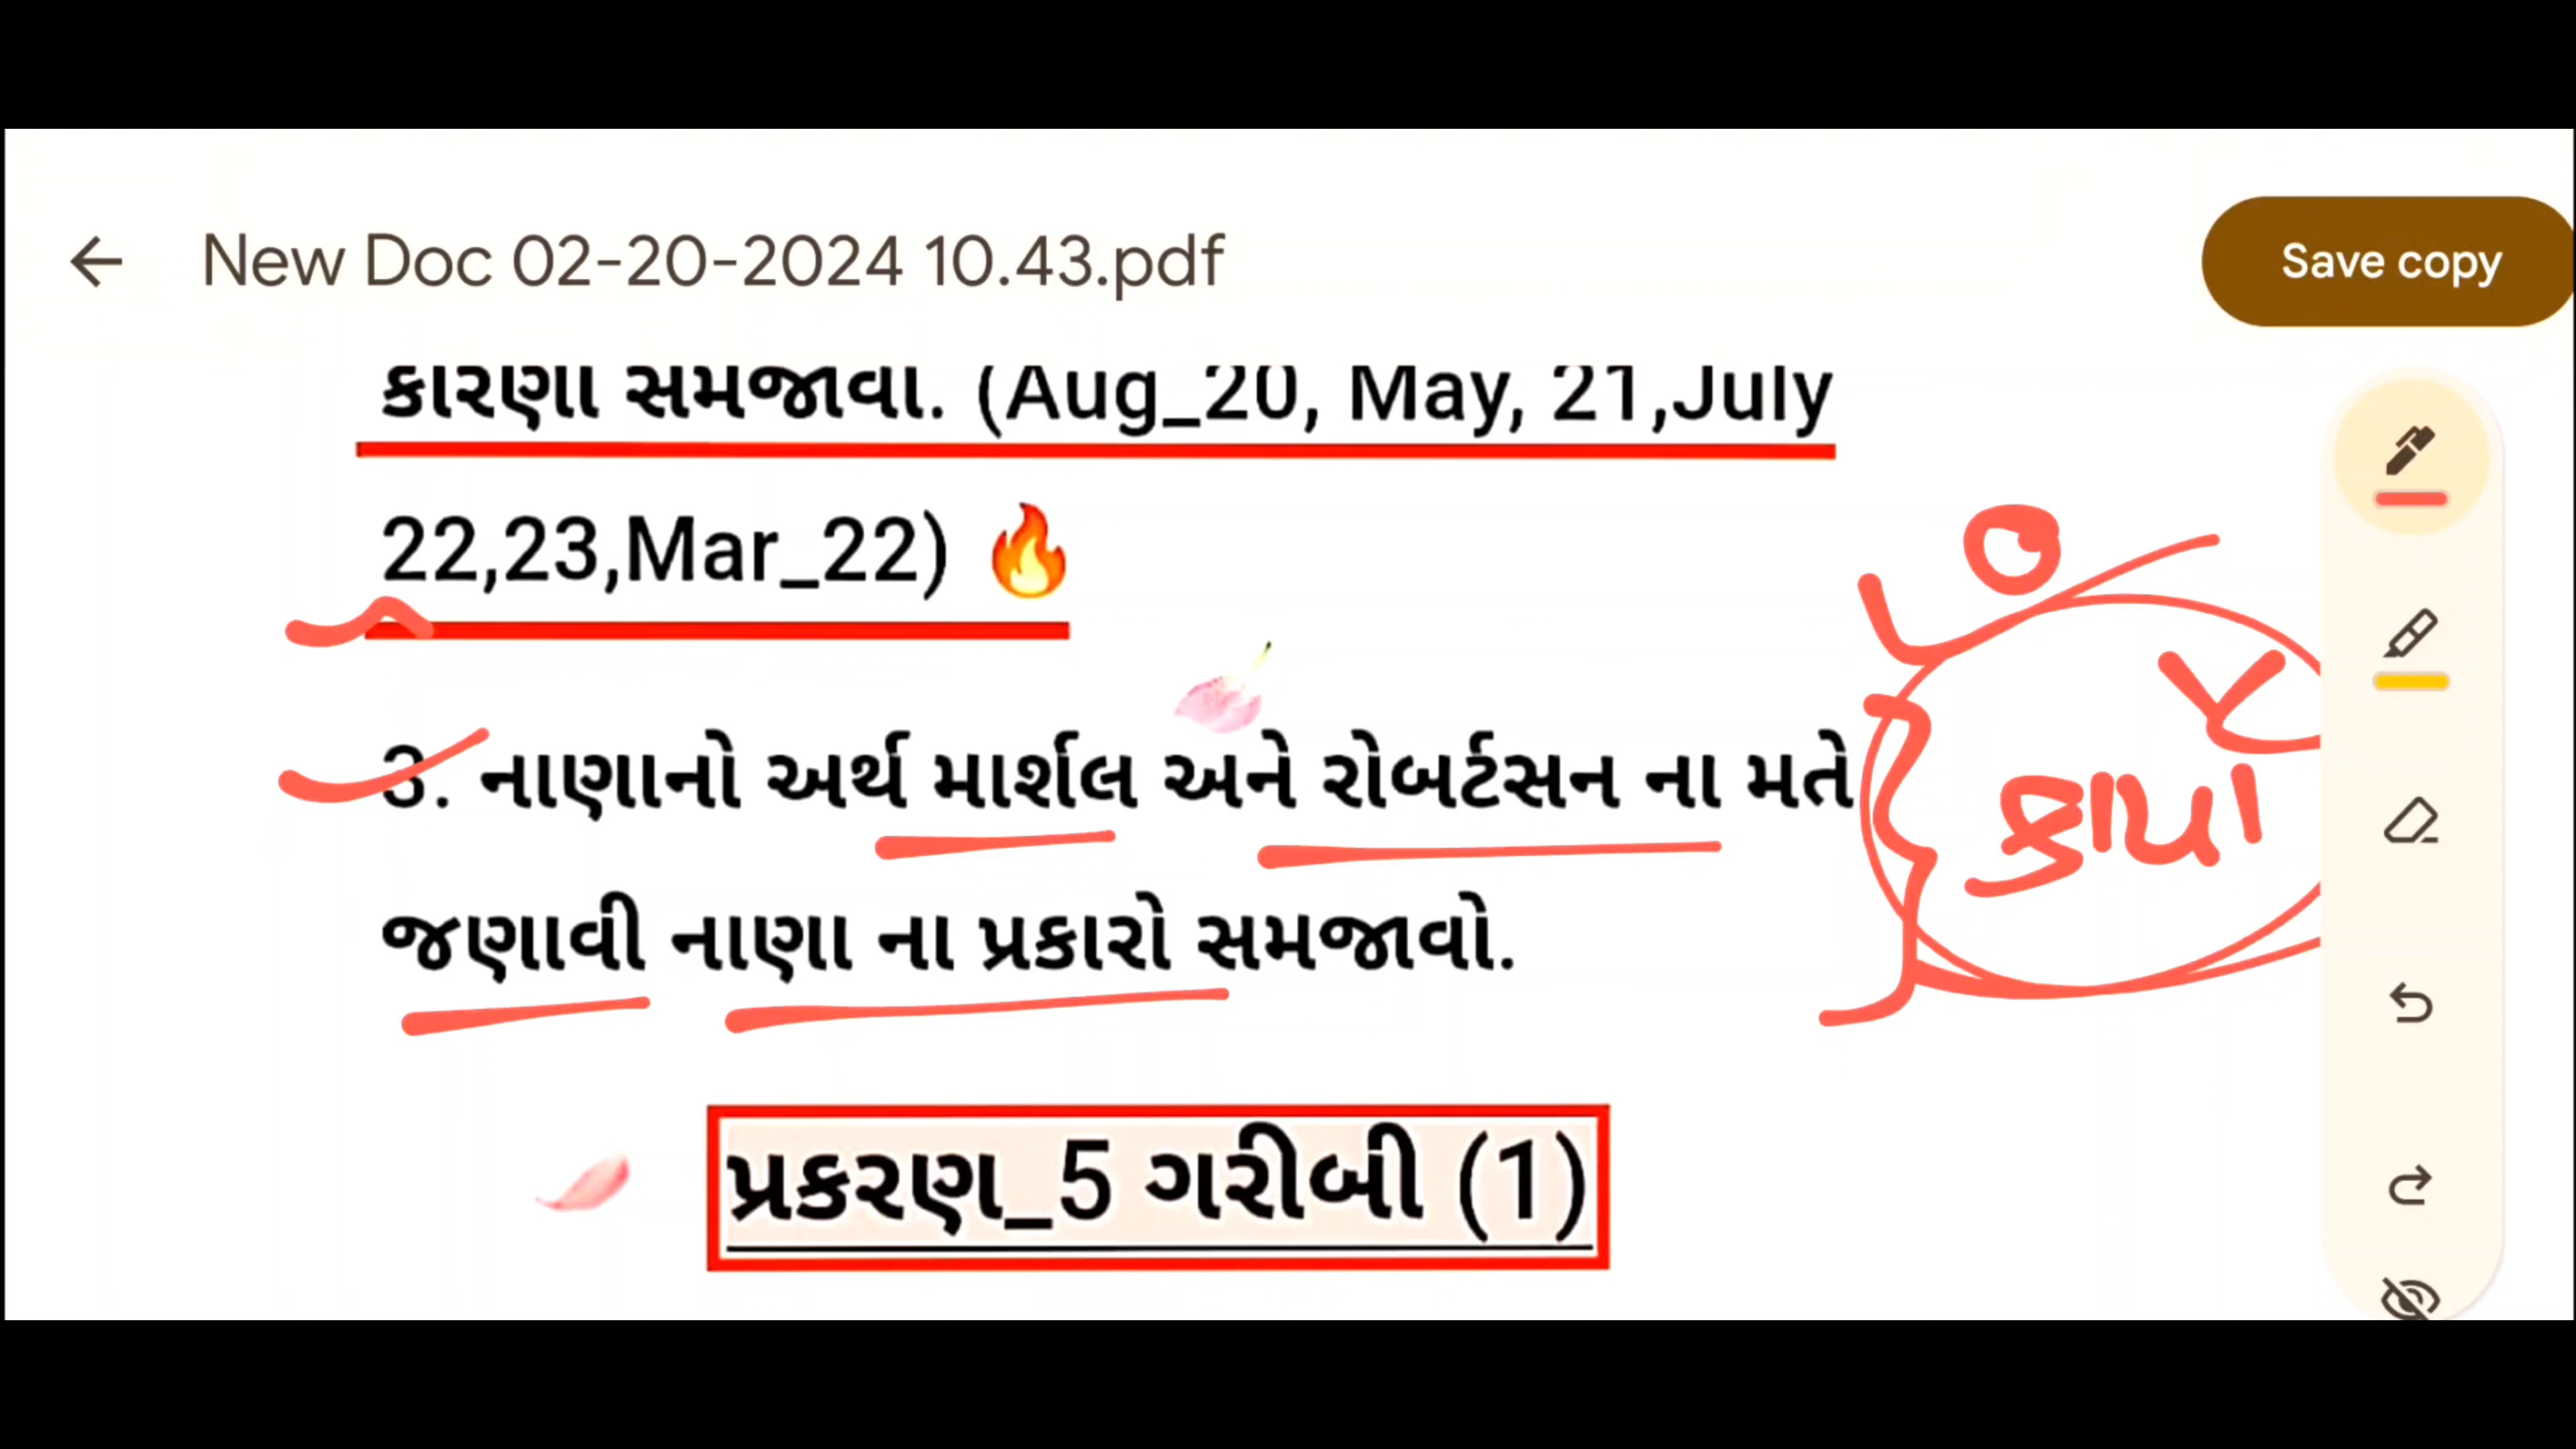 New Doc 02-20-2024 10.43.pdf
Save copy
કારણો સમજાવો. (Aug_20, May, 21,July
22,23,Mar_22) 🔥
3. નાણાનો અર્થ માર્શલ અને રોબર્ટસન ના મતે
જણાવી નાણા ના પ્રકારો સમજાવો.
પ્રકરણ_5 ગરીબી (1)